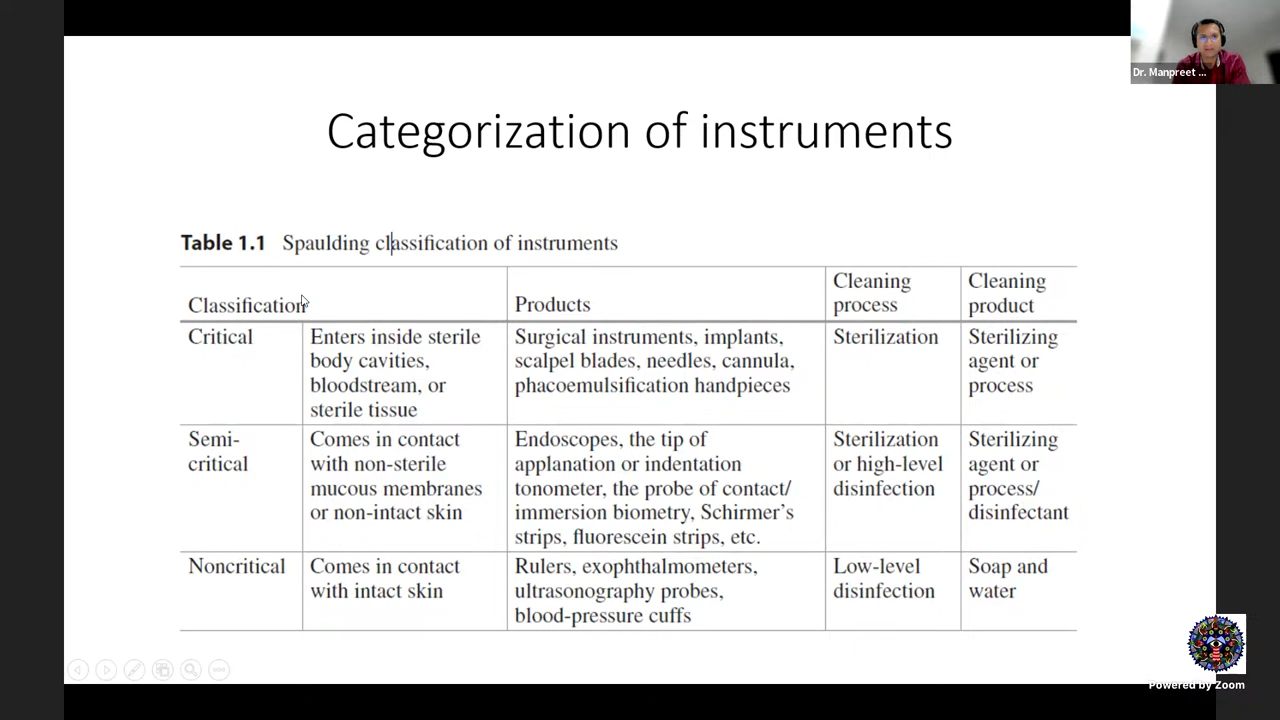 Dr. Manpreet ...
Categorization of instruments
Table 1.1 Spaulding classification of instruments
Classification
Products
Cleaning
process
Cleaning
product
Critical
Enters inside sterile
body cavities,
bloodstream, or
sterile tissue
Surgical instruments, implants,
scalpel blades, needles, cannula,
phacoemulsification handpieces
Sterilization
Sterilizing
agent or
process
Semi-
critical
Comes in contact
with non-sterile
mucous membranes
or non-intact skin
Endoscopes, the tip of
applanation or indentation
tonometer, the probe of contact/
immersion biometry, Schirmer's
strips, fluorescein strips, etc.
Sterilization
or high-level
disinfection
Sterilizing
agent or
process/
disinfectant
Noncritical
Comes in contact
with intact skin
Rulers, exophthalmometers,
ultrasonography probes,
blood-pressure cuffs
Low-level
disinfection
Soap and
water
Powered by Zoom